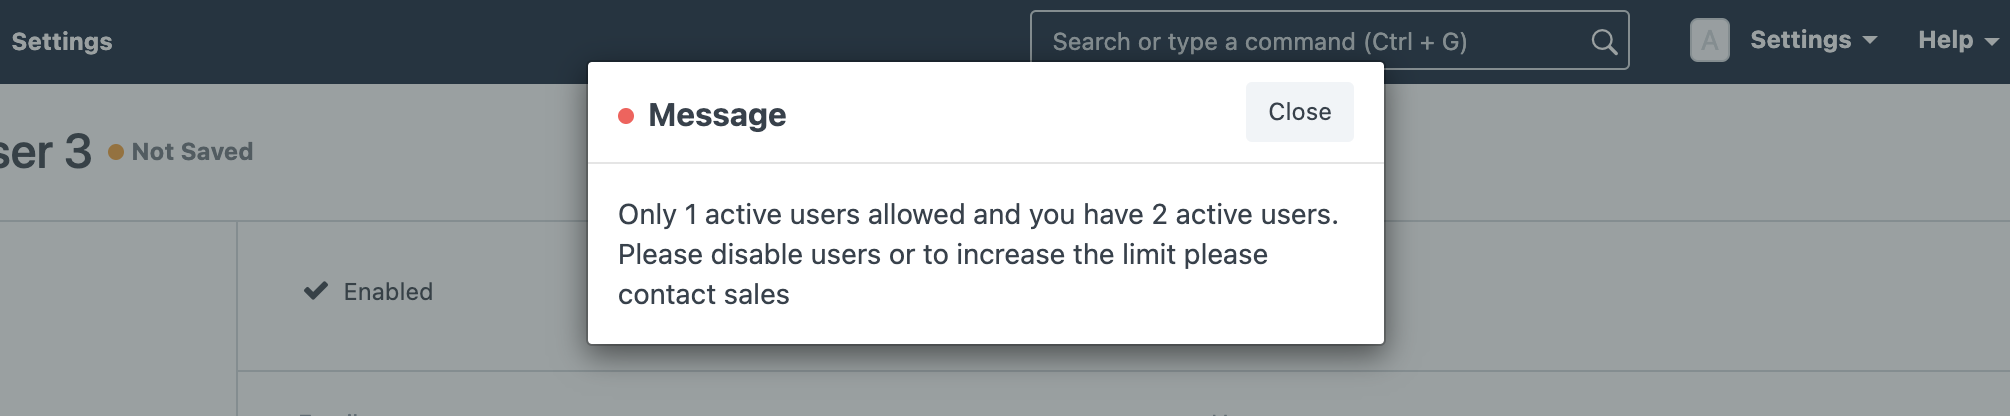 Settings
Search or type a command (Ctrl + G)
A
Settings
Help
Message
Close
3
Not Saved
Only 1 active users allowed and you have 2 active users.
Please disable users or to increase the limit please
contact sales
Enabled